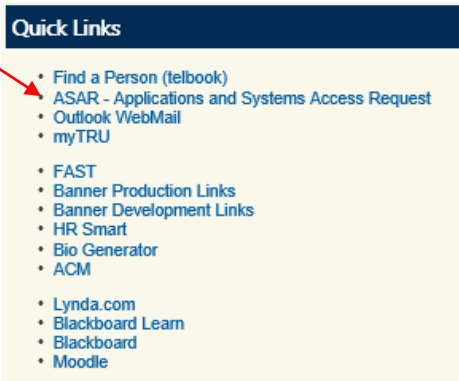 Quick Links
• Find a Person (telbook)
• ASAR - Applications and Systems Access Request
• Outlook WebMail
• myTRU
• FAST
• Banner Production Links
• Banner Development Links
• HR Smart
• Bio Generator
• ACM
• Lynda.com
• Blackboard Learn
• Blackboard
• Moodle